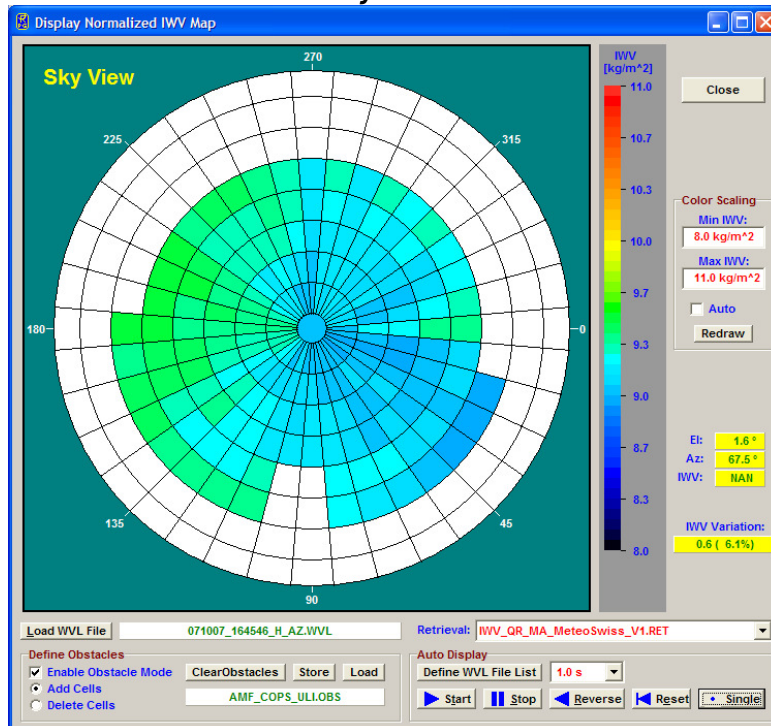 Display Normalized IWV Map
Sky View
270
225
315
180
0
135
45
90
IWV
[kg/m^2]
11.0
10.7
10.3
10.0
9.7
9.3
9.0
8.7
8.3
8.0
Close
Color Scaling
Min IWV:
8.0 kg/m^2
Max IWV:
11.0 kg/m^2
Auto
Redraw
El: 1.6 °
Az: 67.5 °
IWV: NAN
IWV Variation:
0.6 ( 6.1%)
Load WVL File 071007_164546_H_AZ.WVL Retrieval: IWV_QR_MA_MeteoSwiss_V1.RET
Define Obstacles
Enable Obstacle Mode ClearObstacles Store Load
Add Cells
Delete Cells
AMF_COPS_ULI.OBS
Auto Display
Define WVL File List 1.0 s
Start Stop Reverse Reset Single